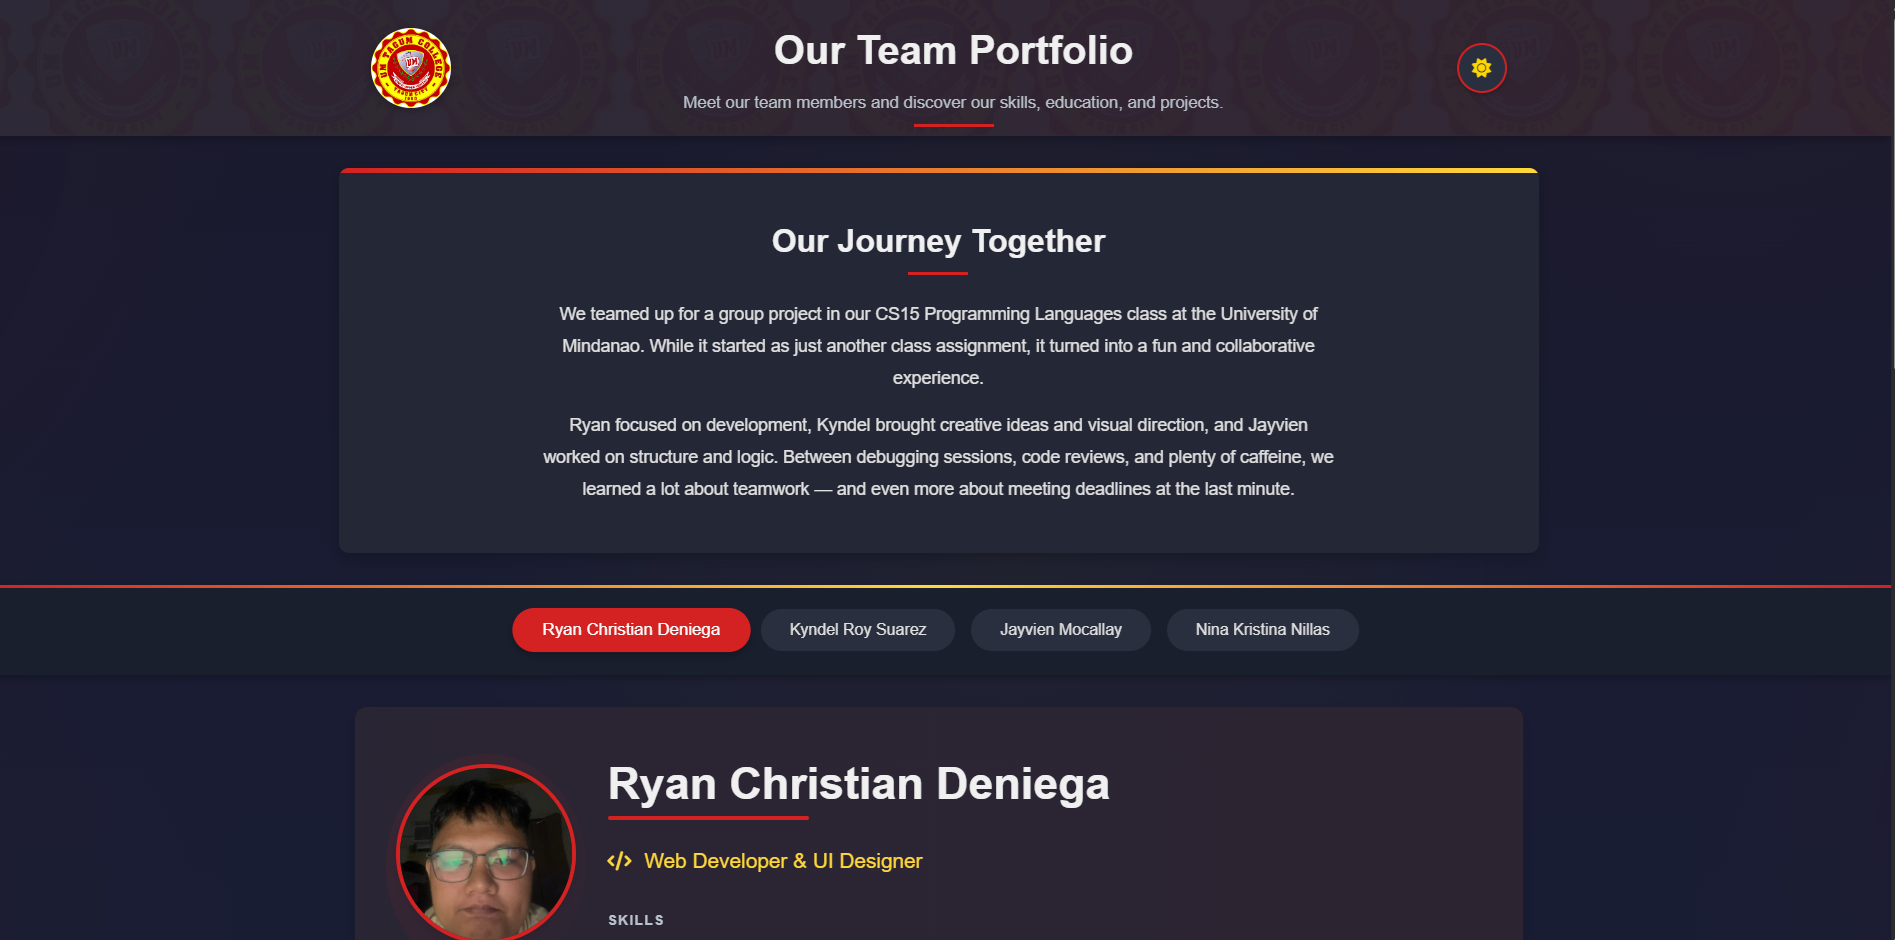 UM TAGUM COLLEGE
UM
Our Team Portfolio
Meet our team members and discover our skills, education, and projects.
Our Journey Together
We teamed up for a group project in our CS15 Programming Languages class at the University of
Mindanao. While it started as just another class assignment, it turned into a fun and collaborative
experience.
Ryan focused on development, Kyndel brought creative ideas and visual direction, and Jayvien
worked on structure and logic. Between debugging sessions, code reviews, and plenty of caffeine, we
learned a lot about teamwork — and even more about meeting deadlines at the last minute.
Ryan Christian Deniega
Kyndel Roy Suarez
Jayvien Mocallay
Nina Kristina Nillas
Ryan Christian Deniega
Web Developer & UI Designer
SKILLS